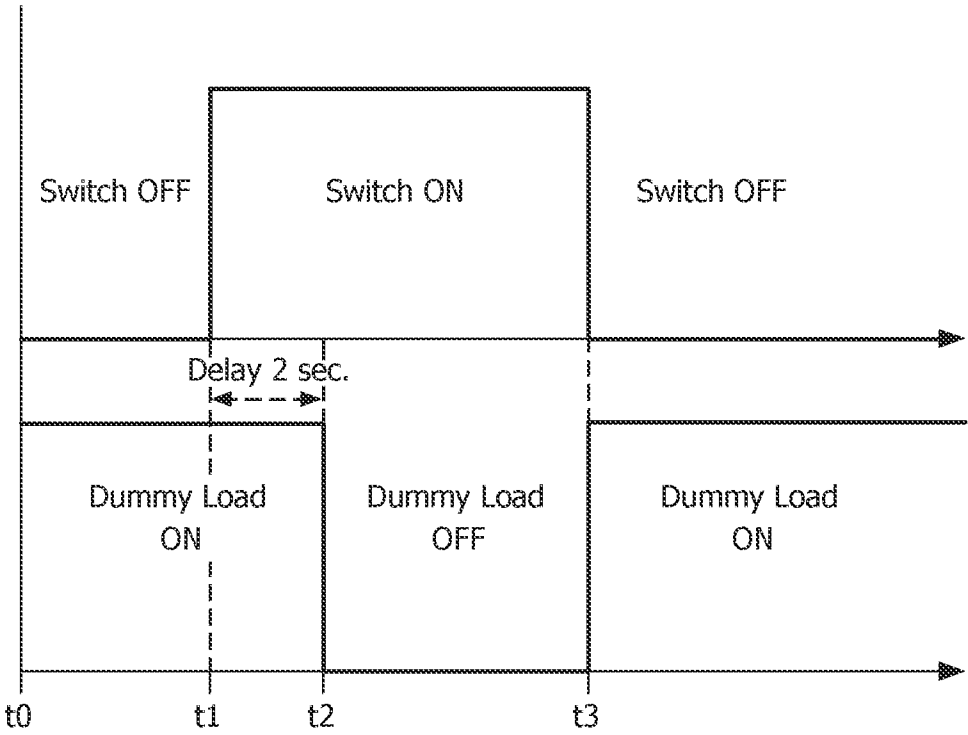 Switch OFF
Switch ON
Switch OFF
Delay 2 sec.
Dummy Load
ON
Dummy Load
OFF
Dummy Load
ON
t0
t1
t2
t3